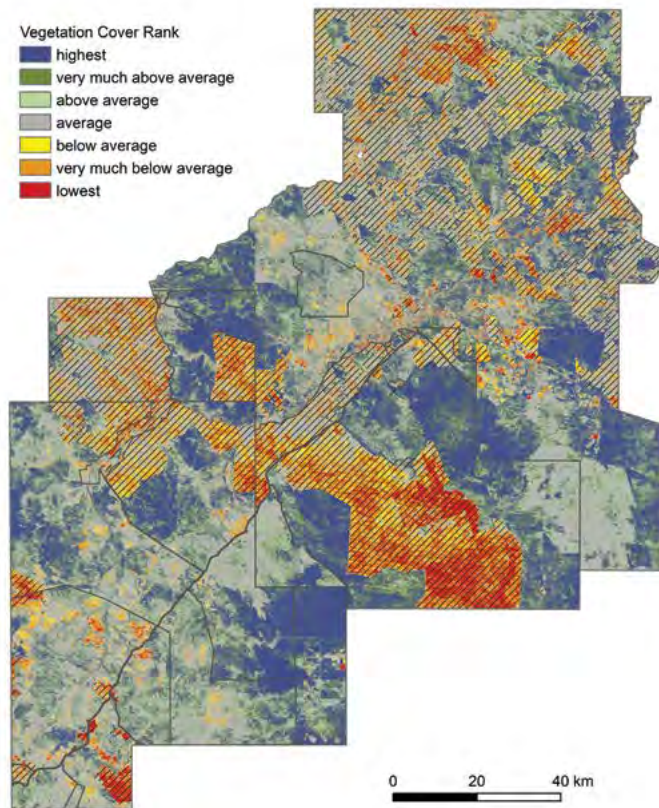 Vegetation Cover Rank
highest
very much above average
above average
average
below average
very much below average
lowest
0 20 40 km